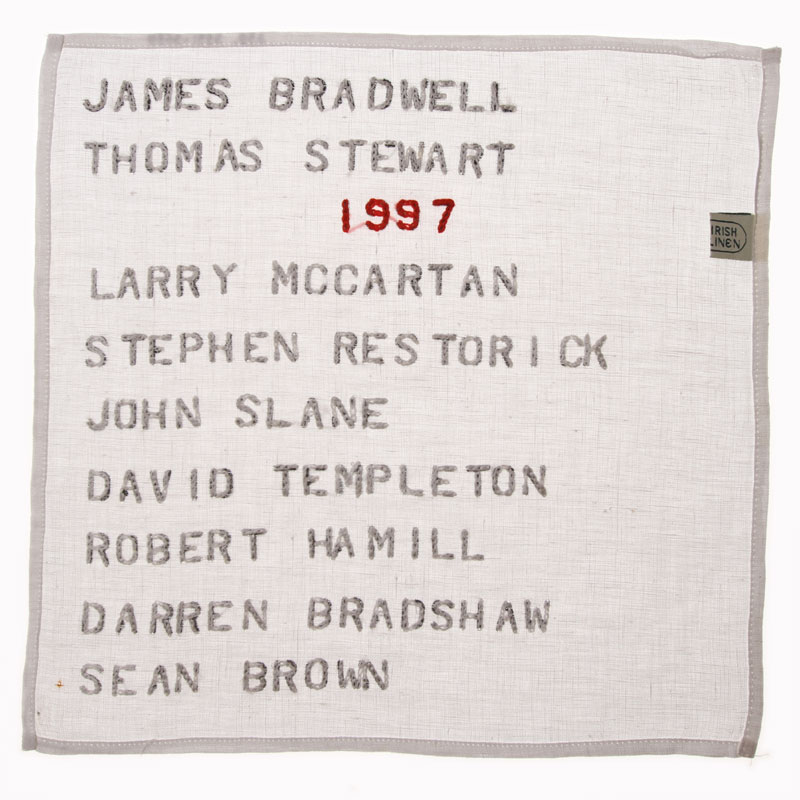 JAMES BRADWELL
THOMAS STEWART
1997
IRISH
LINEN
LARRY MCCARTAN
STEPHEN RESTORICK
JOHN SLANE
DAVID TEMPLETON
ROBERT HAMILL
DARREN BRADSHAW
SEAN BROWN